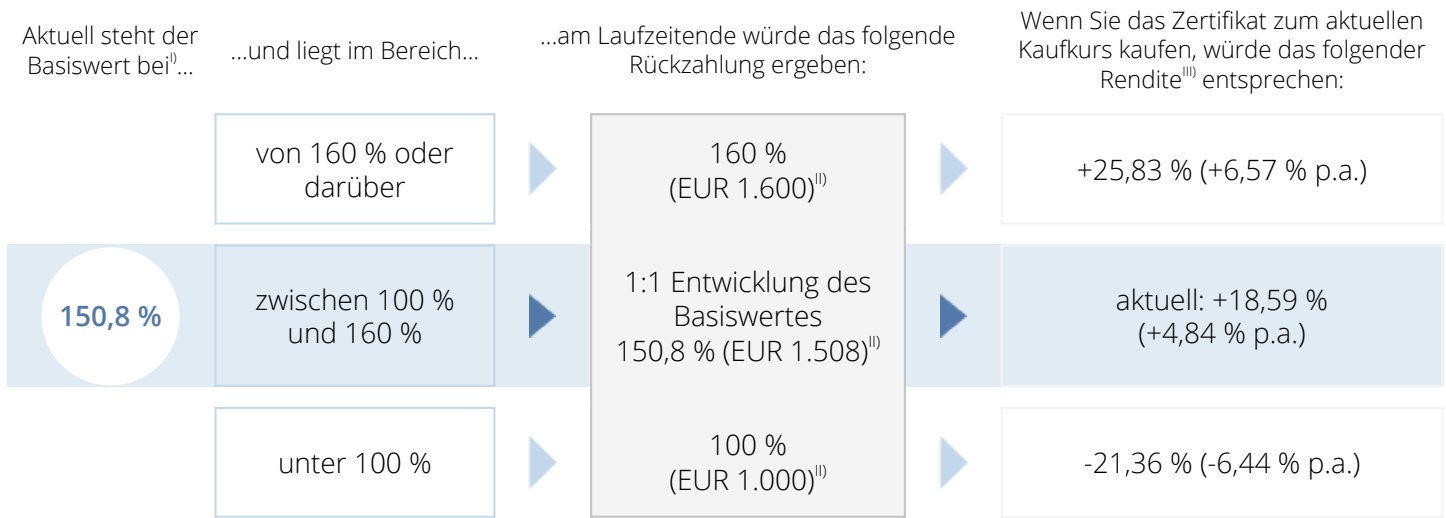 Aktuell steht der
Basiswert bei^I)...
...und liegt im Bereich...
...am Laufzeitende würde das folgende
Rückzahlung ergeben:
Wenn Sie das Zertifikat zum aktuellen
Kaufkurs kaufen, würde das folgender
Rendite^III) entsprechen:
von 160 % oder
darüber
160 %
(EUR 1.600)^II)
+25,83 % (+6,57 % p.a.)
150,8 %
zwischen 100 %
und 160 %
1:1 Entwicklung des
Basiswertes
150,8 % (EUR 1.508)^II)
aktuell: +18,59 %
(+4,84 % p.a.)
unter 100 %
100 %
(EUR 1.000)^II)
-21,36 % (-6,44 % p.a.)